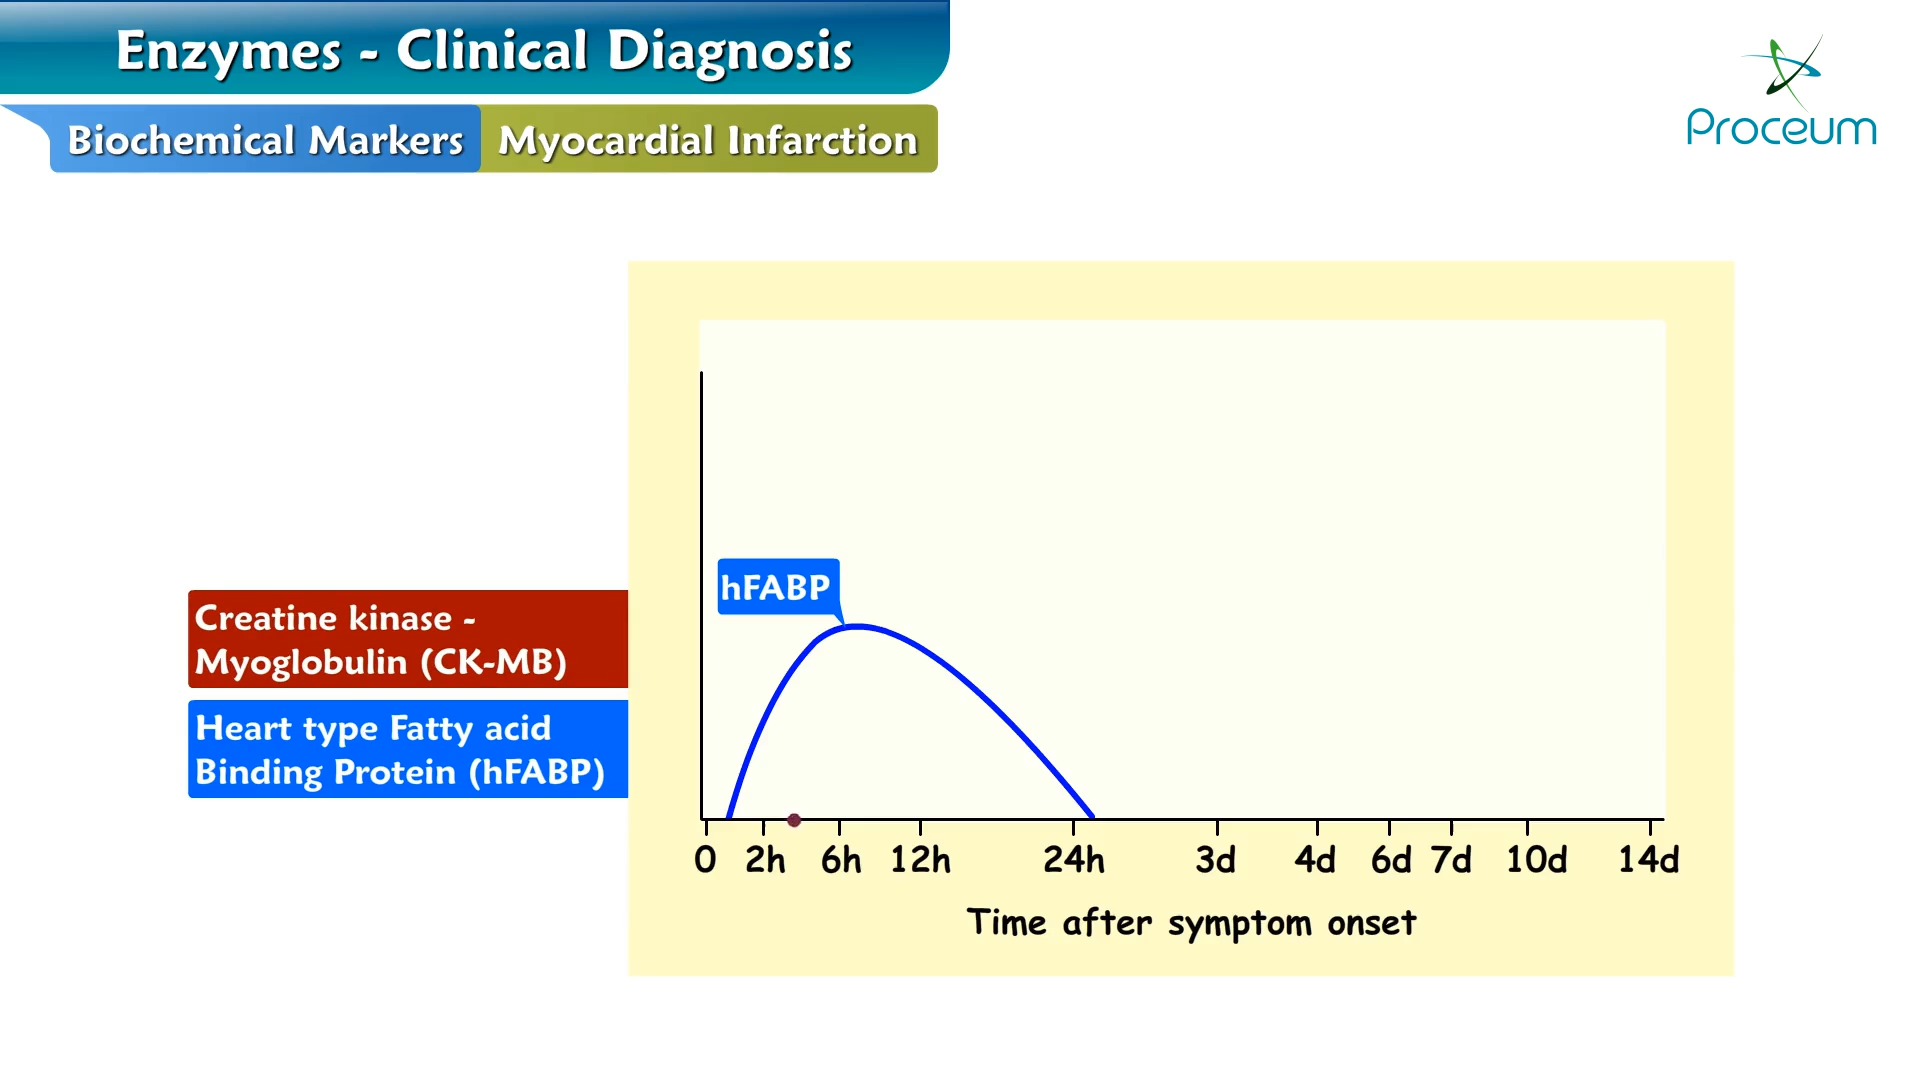 Enzymes - Clinical Diagnosis
Biochemical Markers Myocardial Infarction
Proceum
hFABP
Creatine kinase -
Myoglobulin (CK-MB)
Heart type Fatty acid
Binding Protein (hFABP)
0 2h 6h 12h 24h 3d 4d 6d 7d 10d 14d
Time after symptom onset